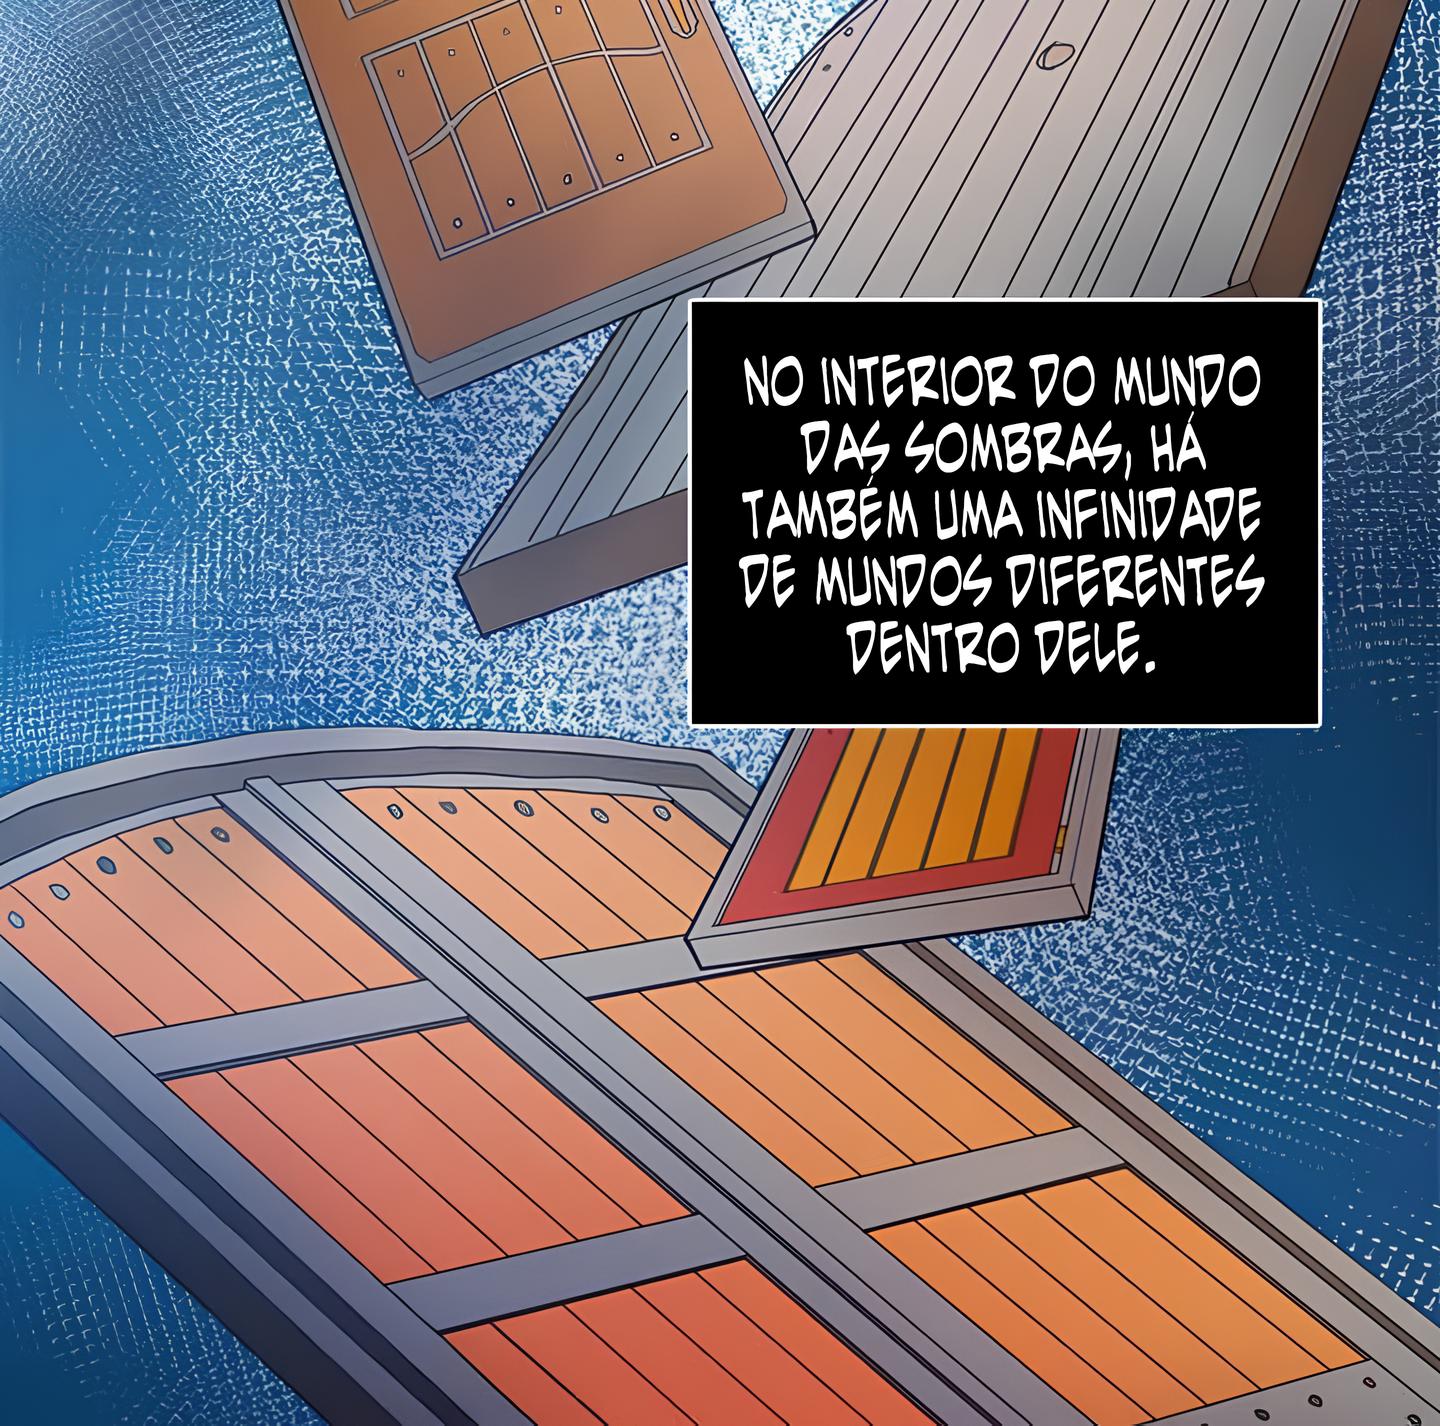 NO INTERIOR DO MUNDO
DAS SOMBRAS, HÁ
TAMBÉM UMA INFINIDADE
DE MUNDOS DIFERENTES
DENTRO DELE.